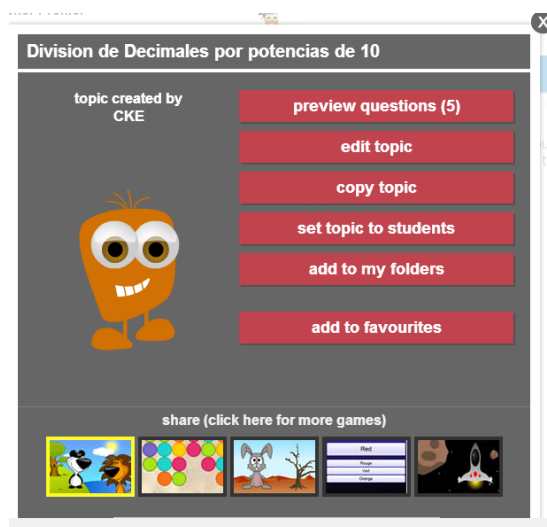 X
Division de Decimales por potencias de 10
topic created by
CKE
preview questions (5)
edit topic
copy topic
set topic to students
add to my folders
add to favourites
share (click here for more games)
Red
Rouge
Vert
Orange